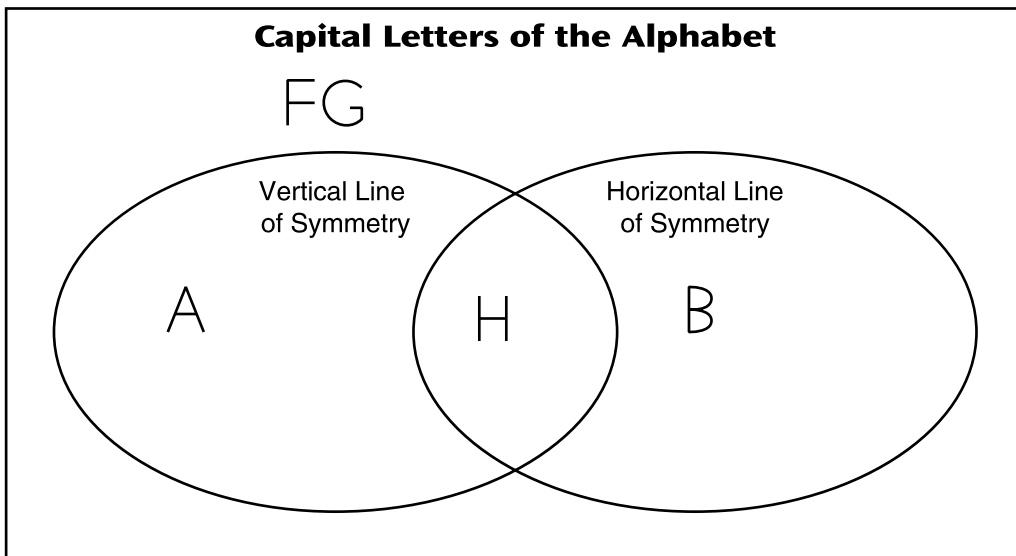 Capital Letters of the Alphabet
FG
Vertical Line
of Symmetry
Horizontal Line
of Symmetry
A
H
B